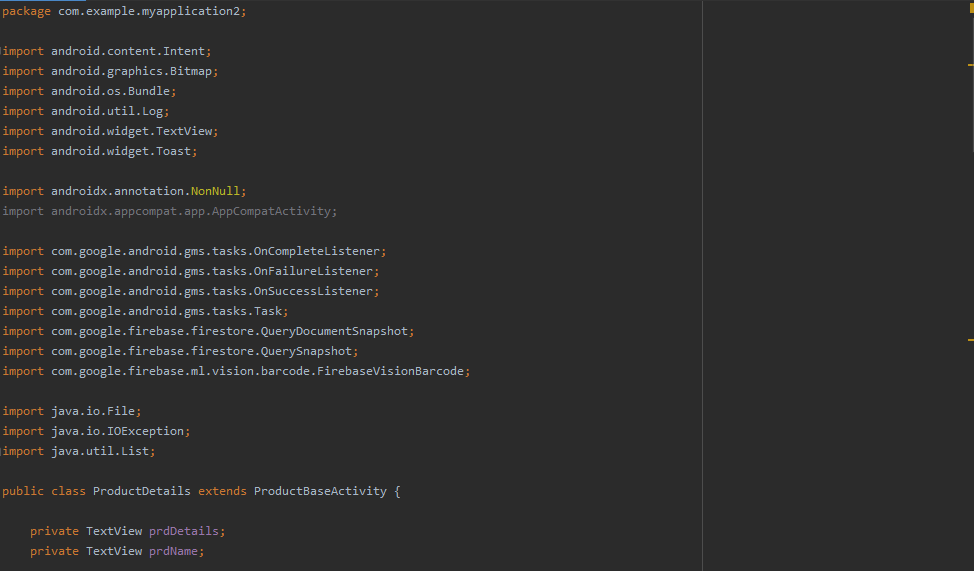 package com.example.myapplication2;
import android.content.Intent;
import android.graphics.Bitmap;
import android.os.Bundle;
import android.util.Log;
import android.widget.TextView;
import android.widget.Toast;
import androidx.annotation.NonNull;
import androidx.appcompat.app.AppCompatActivity;
import com.google.android.gms.tasks.OnCompleteListener;
import com.google.android.gms.tasks.OnFailureListener;
import com.google.android.gms.tasks.OnSuccessListener;
import com.google.android.gms.tasks.Task;
import com.google.firebase.firestore.QueryDocumentSnapshot;
import com.google.firebase.firestore.QuerySnapshot;
import com.google.firebase.ml.vision.barcode.FirebaseVisionBarcode;
import java.io.File;
import java.io.IOException;
import java.util.List;
public class ProductDetails extends ProductBaseActivity {
private TextView prdDetails;
private TextView prdName;